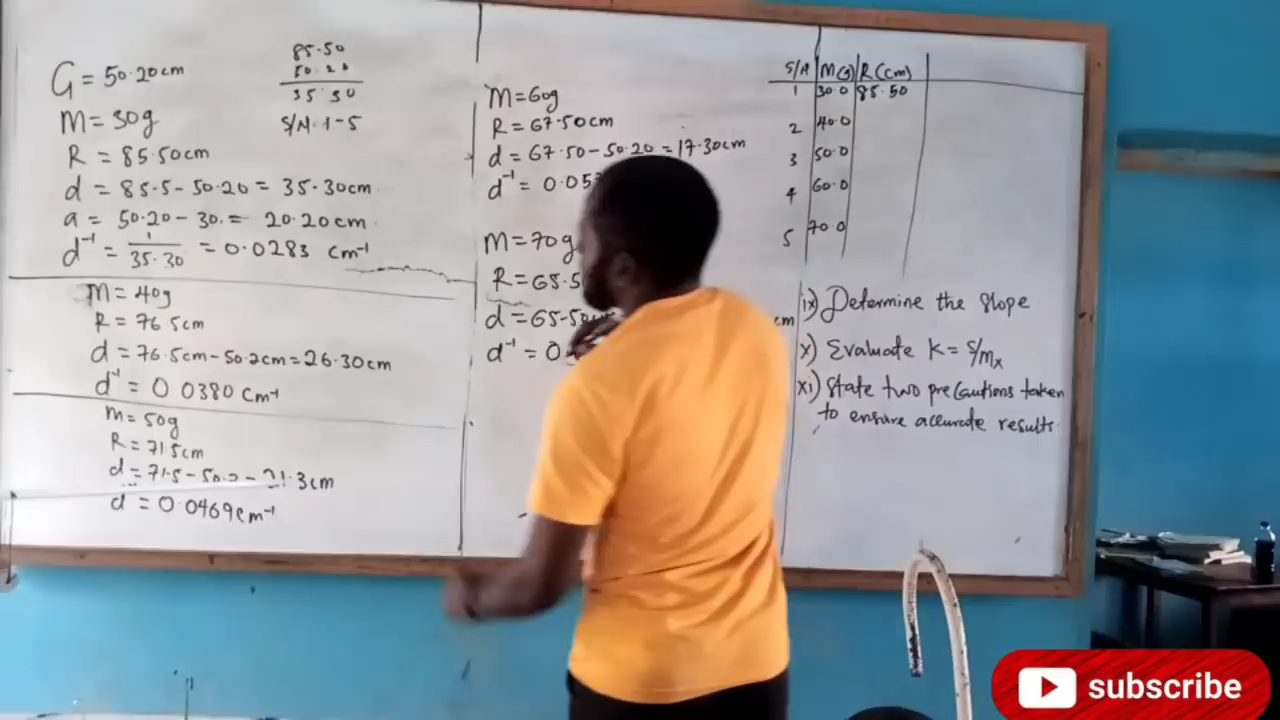 G = 50.20cm
85.50
50.20
35.30
S/N.1-5
M = 30g
R = 85.50cm
d = 85.5 - 50.20 = 35.30cm
a = 50.20 - 30. = 20.20cm
d⁻¹ = 1/35.30 = 0.0283 cm⁻¹
M = 40g
R = 76.5cm
d = 76.5cm - 50.2cm = 26.30cm
d⁻¹ = 0.0380 cm⁻¹
m = 50g
R = 71.5cm
d = 71.5 - 50.2 - 21.3cm
d = 0.0469cm⁻¹
M = 60g
R = 67.50cm
d = 67.50 - 50.20 = 17.30cm
d⁻¹ = 0.05
M = 70g
R = 65.5
d = 65.50
cm
d⁻¹ = 0.
S/N M(g) R(cm)
1 30.0 85.50
2 40.0
3 50.0
4 60.0
5 70.0
ix) Determine the slope
x) Evaluate K = S/Mx
xi) State two precautions taken
to ensure accurate results.
subscribe